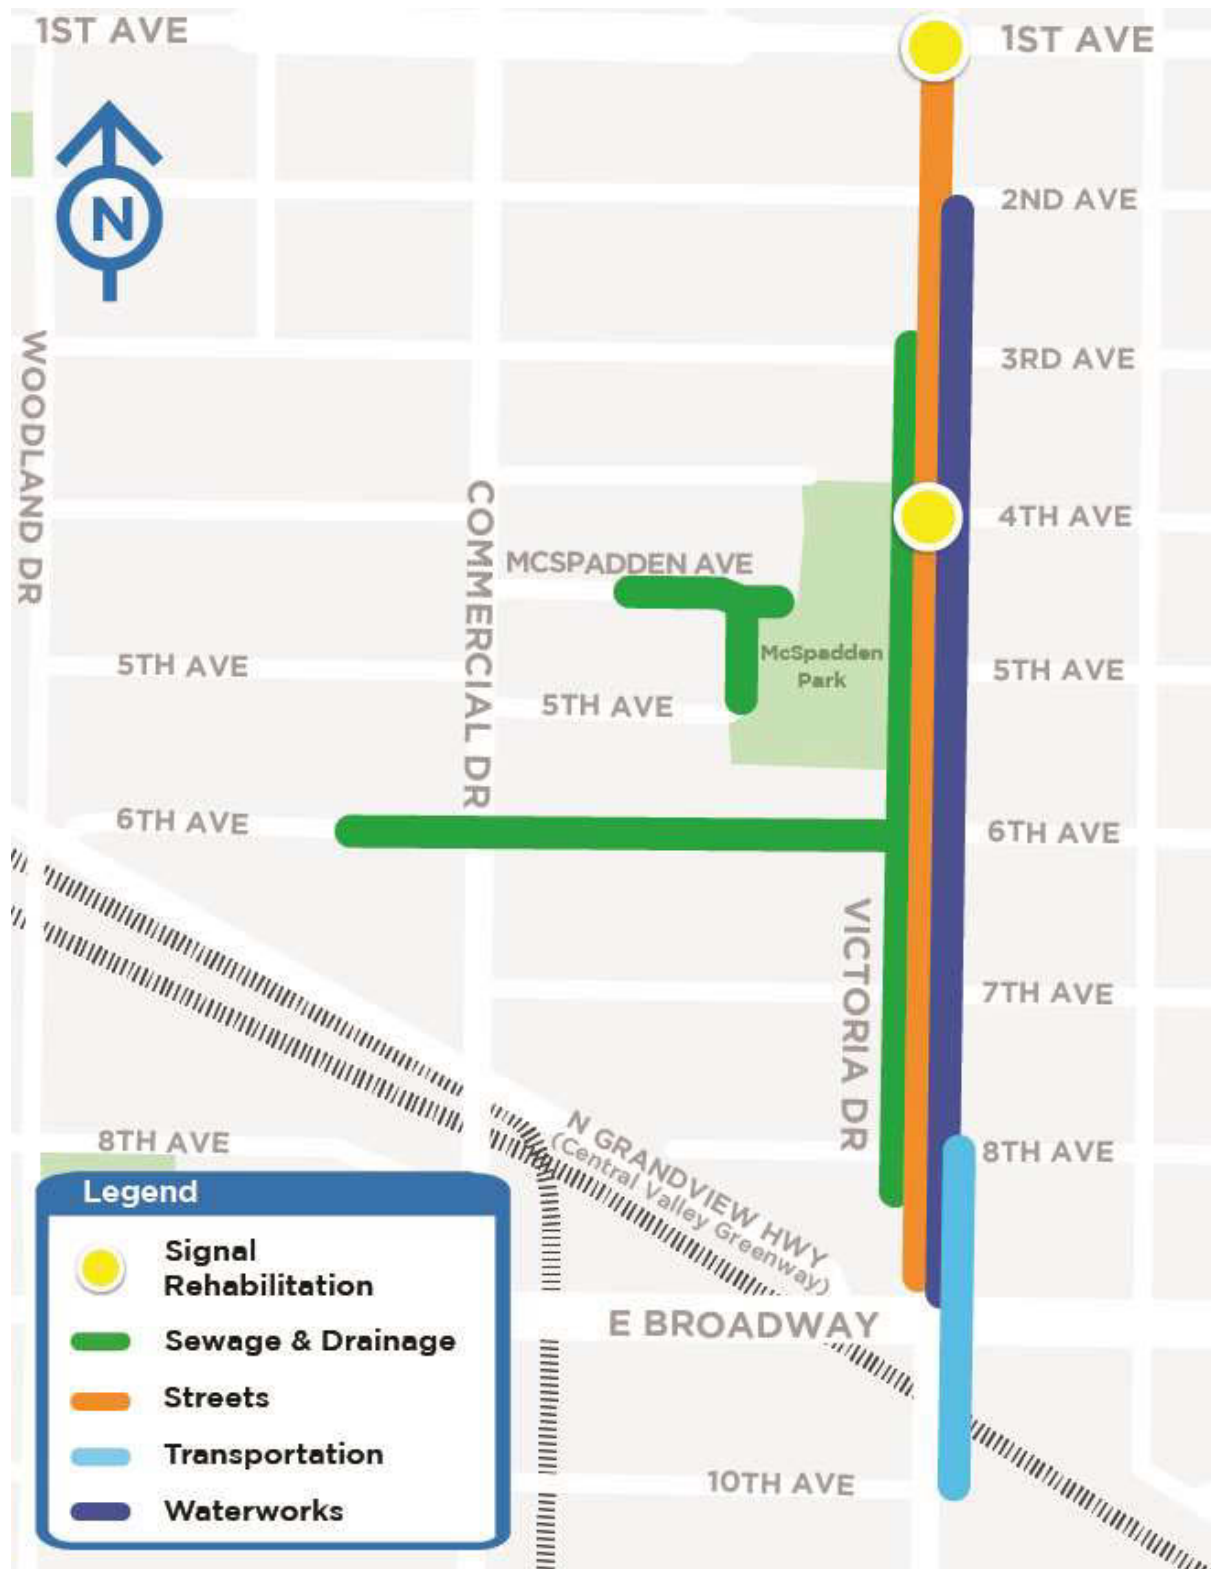 1ST AVE
1ST AVE
N
2ND AVE
WOODLAND DR
3RD AVE
COMMERCIAL DR
4TH AVE
MCSPADDEN AVE
McSpadden
Park
5TH AVE
5TH AVE
5TH AVE
6TH AVE
6TH AVE
VICTORIA DR
7TH AVE
N GRANDVIEW HWY
(Central Valley Greenway)
8TH AVE
8TH AVE
E BROADWAY
10TH AVE
Legend
Signal
Rehabilitation
Sewage & Drainage
Streets
Transportation
Waterworks